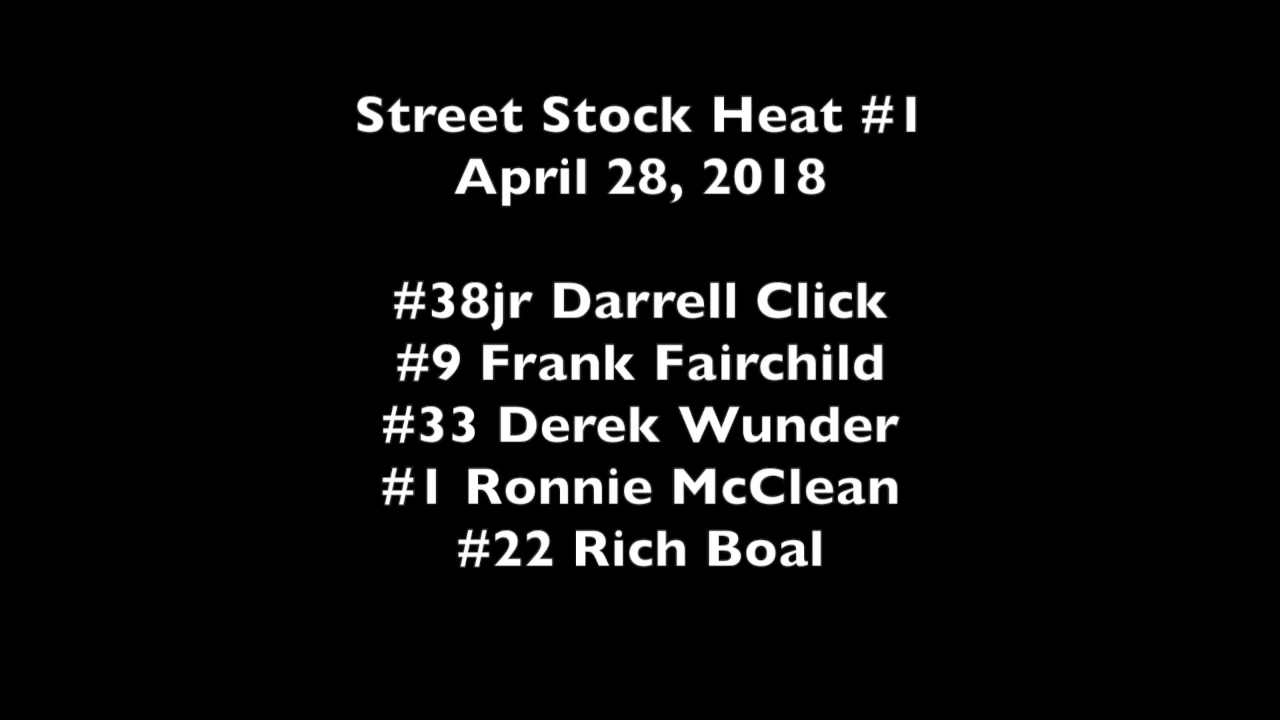 Street Stock Heat #1
April 28, 2018
#38jr Darrell Click
#9 Frank Fairchild
#33 Derek Wunder
#1 Ronnie McClean
#22 Rich Boal